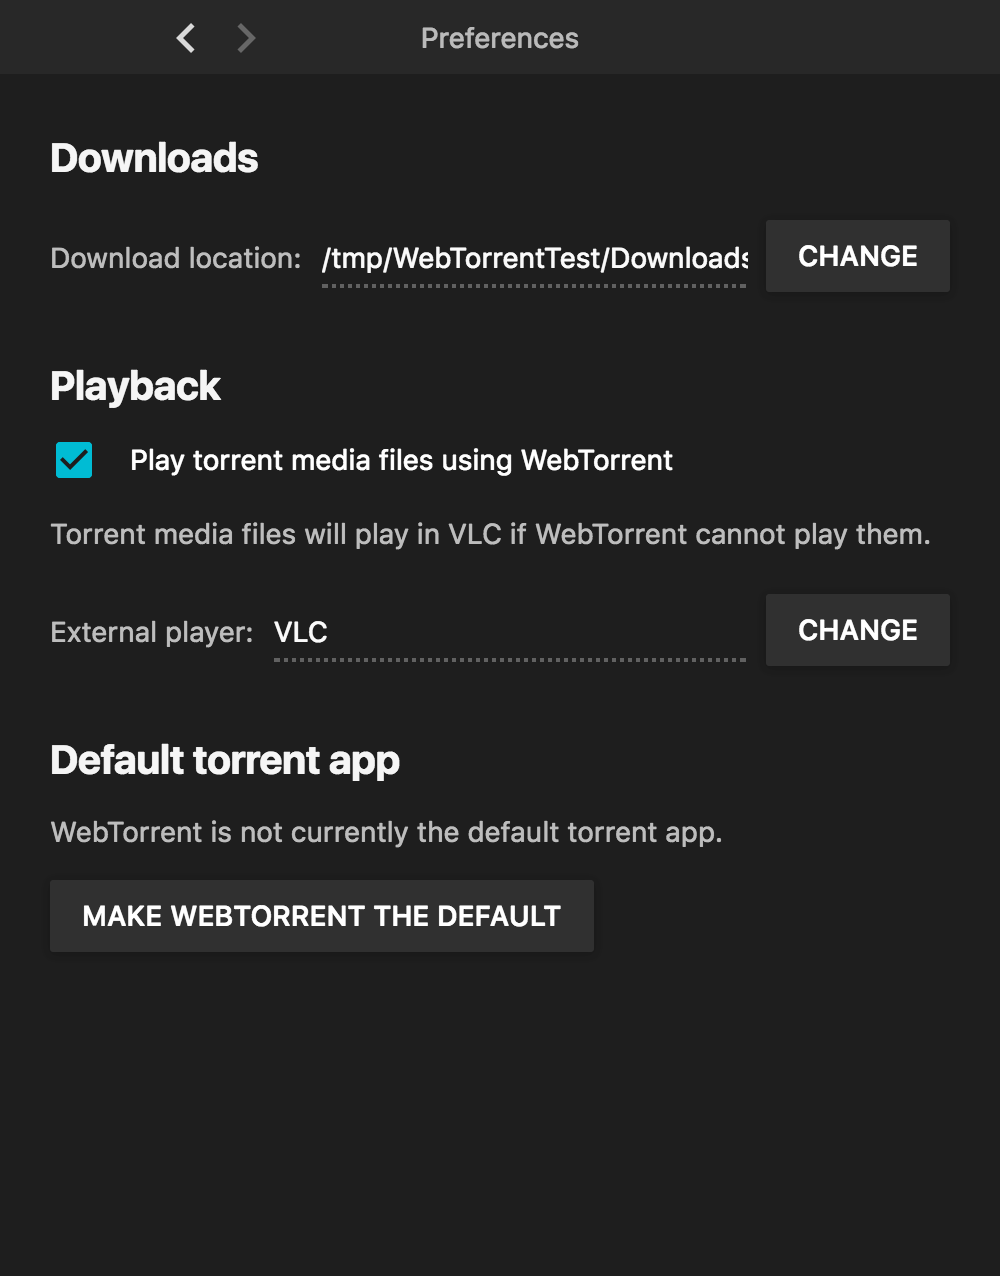 Preferences
Downloads
Download location: /tmp/WebTorrentTest/Downloads CHANGE
Playback
Play torrent media files using WebTorrent
Torrent media files will play in VLC if WebTorrent cannot play them.
External player: VLC CHANGE
Default torrent app
WebTorrent is not currently the default torrent app.
MAKE WEBTORRENT THE DEFAULT